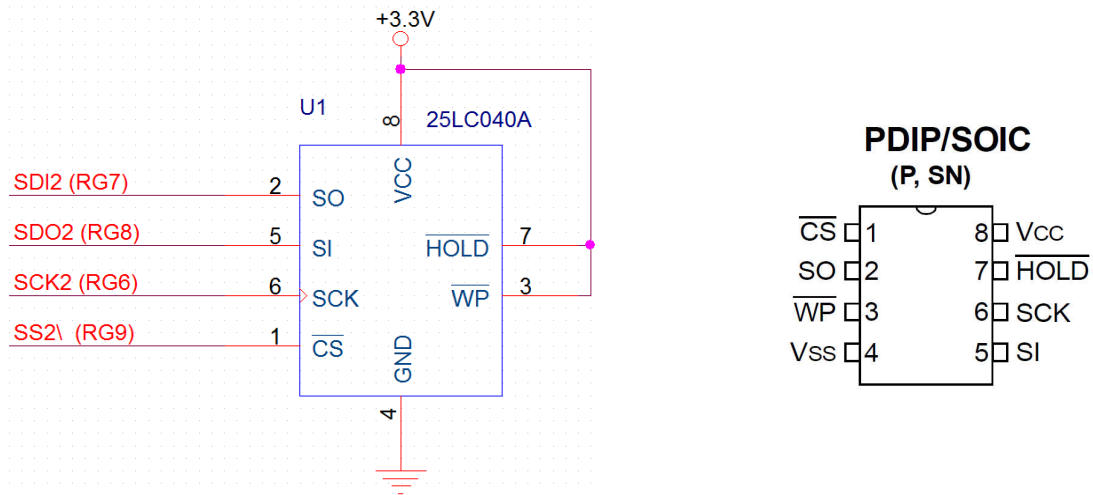 +3.3V
U1
8
25LC040A
VCC
SDI2 (RG7)
2
SO
SDO2 (RG8)
5
SI
HOLD
7
SCK2 (RG6)
6
SCK
WP
3
SS2\ (RG9)
1
CS
GND
4
PDIP/SOIC
(P, SN)
CS 1 8 VCC
SO 2 7 HOLD
WP 3 6 SCK
VSS 4 5 SI